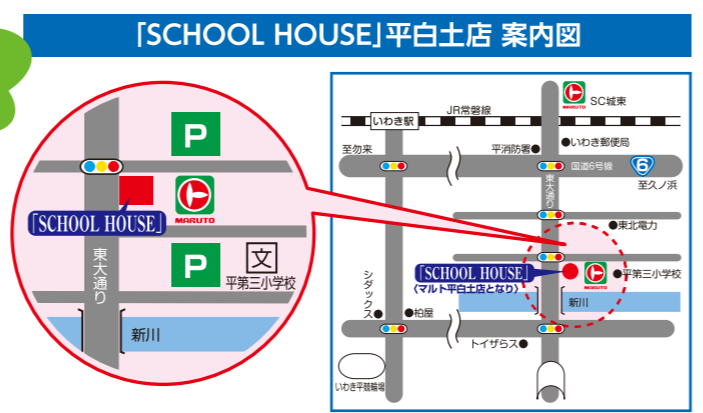 「SCHOOL HOUSE」平白土店 案内図
P
MARUTO
「SCHOOL HOUSE」
東大通り
P
文
平第三小学校
新川
MARUTO
SC城東
JR常磐線
いわき駅
至勿来
平消防署
いわき郵便局
国道6号線
6
至久ノ浜
東大通り
東北電力
「SCHOOL HOUSE」
〈マルト平白土店となり〉
MARUTO
平第三小学校
シダックス
柏屋
新川
トイザらス
いわき平競輪場